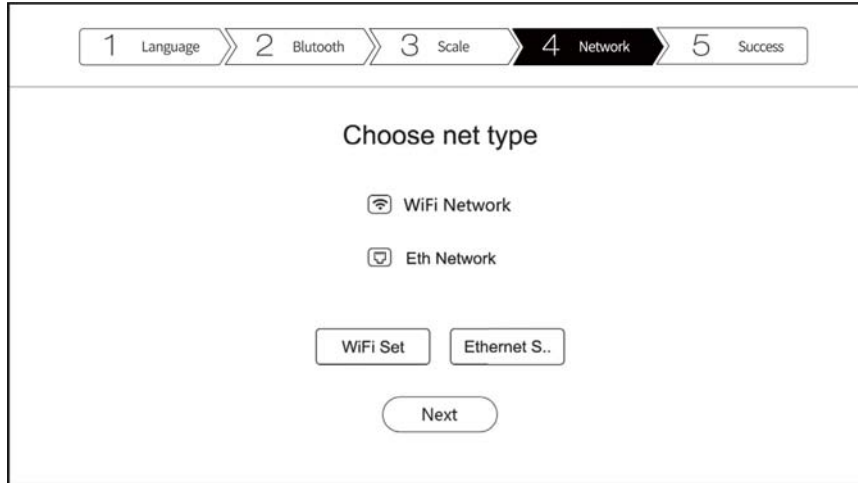 1 Language 2 Blutooth 3 Scale 4 Network 5 Success
Choose net type
WiFi Network
Eth Network
WiFi Set Ethernet S..
Next